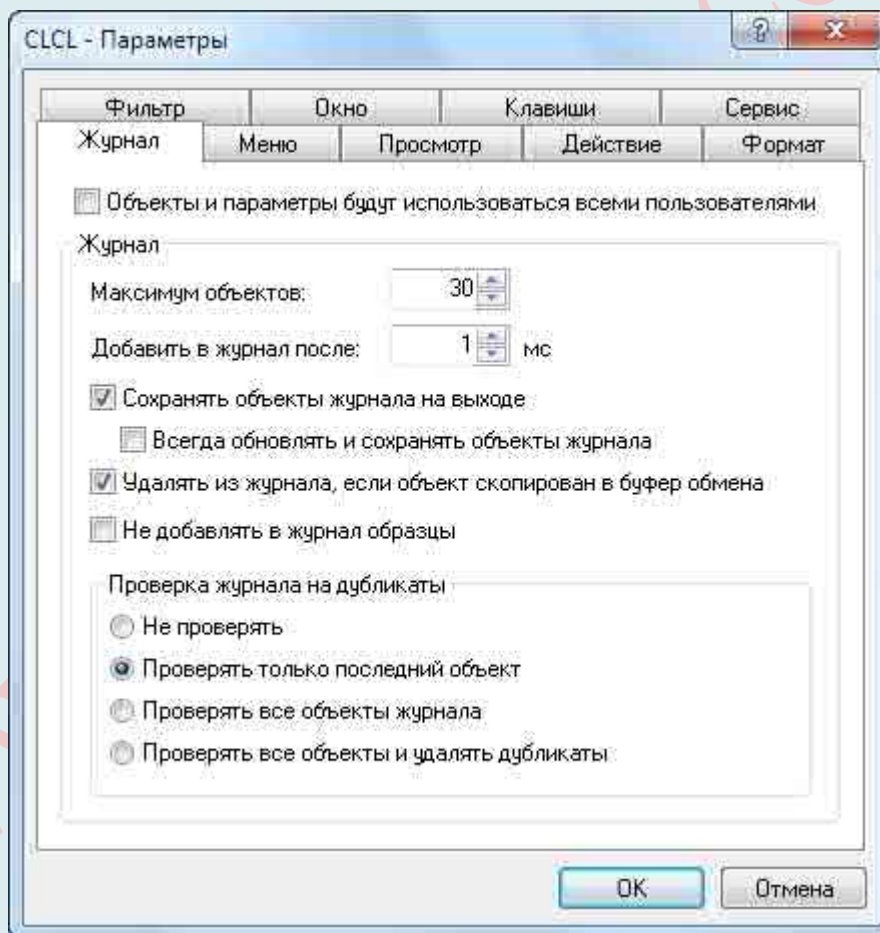 CLCL - Параметры
Фильтр Окно Клавиши Сервис
Журнал Меню Просмотр Действие Формат
Объекты и параметры будут использоваться всеми пользователями
Журнал
Максимум объектов: 30
Добавить в журнал после: 1 мс
Сохранять объекты журнала на выходе
Всегда обновлять и сохранять объекты журнала
Удалять из журнала, если объект скопирован в буфер обмена
Не добавлять в журнал образцы
Проверка журнала на дубликаты
Не проверять
Проверять только последний объект
Проверять все объекты журнала
Проверять все объекты и удалять дубликаты
OK Отмена